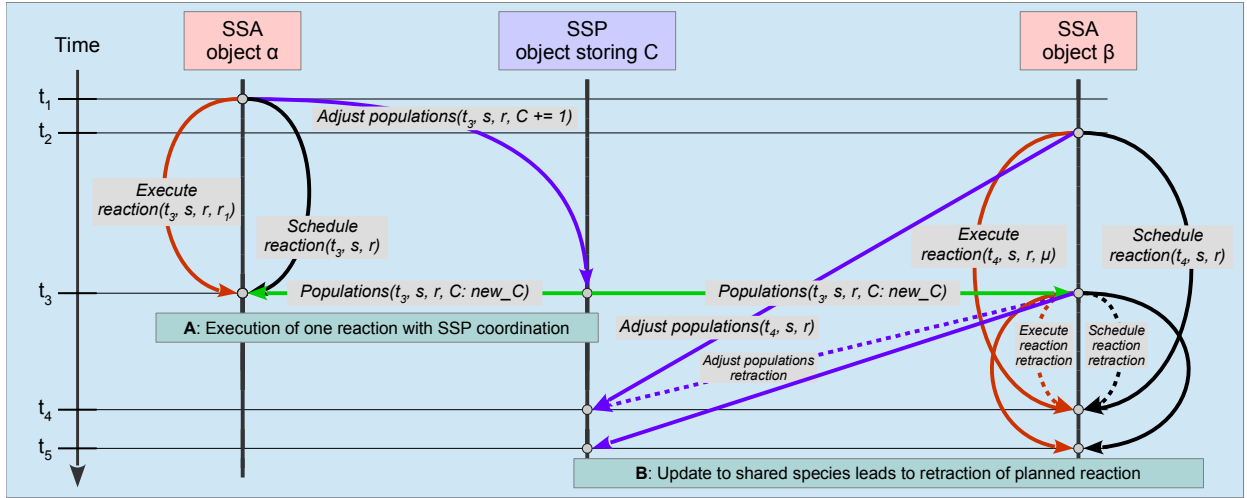 SSA
object α
SSP
object storing C
SSA
object β
Time
t1
Adjust populations(t3, s, r, C += 1)
t2
Execute
reaction(t3, s, r, r1)
Schedule
reaction(t3, s, r)
Execute
reaction(t4, s, r, μ)
Schedule
reaction(t4, s, r)
t3
Populations(t3, s, r, C: new_C)
Populations(t3, s, r, C: new_C)
A: Execution of one reaction with SSP coordination
Adjust populations(t4, s, r)
Adjust populations
retraction
Execute
reaction
retraction
Schedule
reaction
retraction
t4
t5
B: Update to shared species leads to retraction of planned reaction